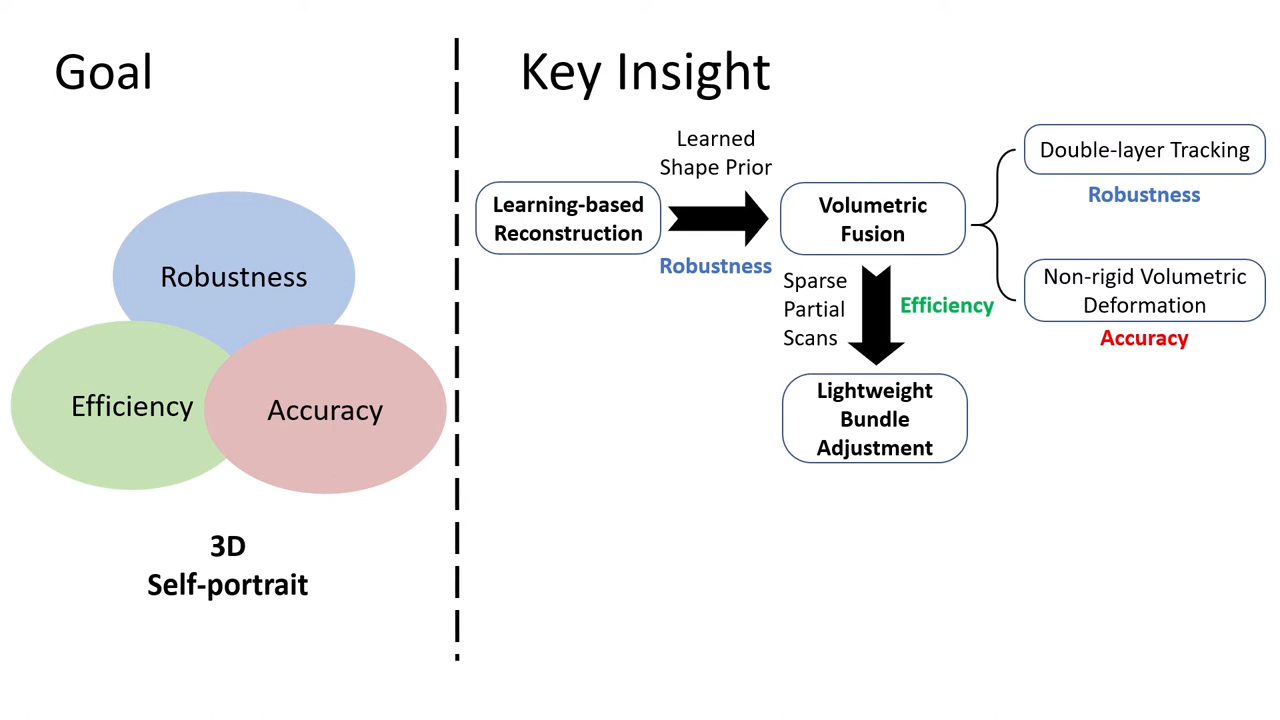 Goal
Robustness
Efficiency
Accuracy
3D
Self-portrait
Key Insight
Learning-based
Reconstruction
Learned
Shape Prior
Robustness
Volumetric
Fusion
Double-layer Tracking
Robustness
Non-rigid Volumetric
Deformation
Accuracy
Sparse
Partial
Scans
Efficiency
Lightweight
Bundle
Adjustment